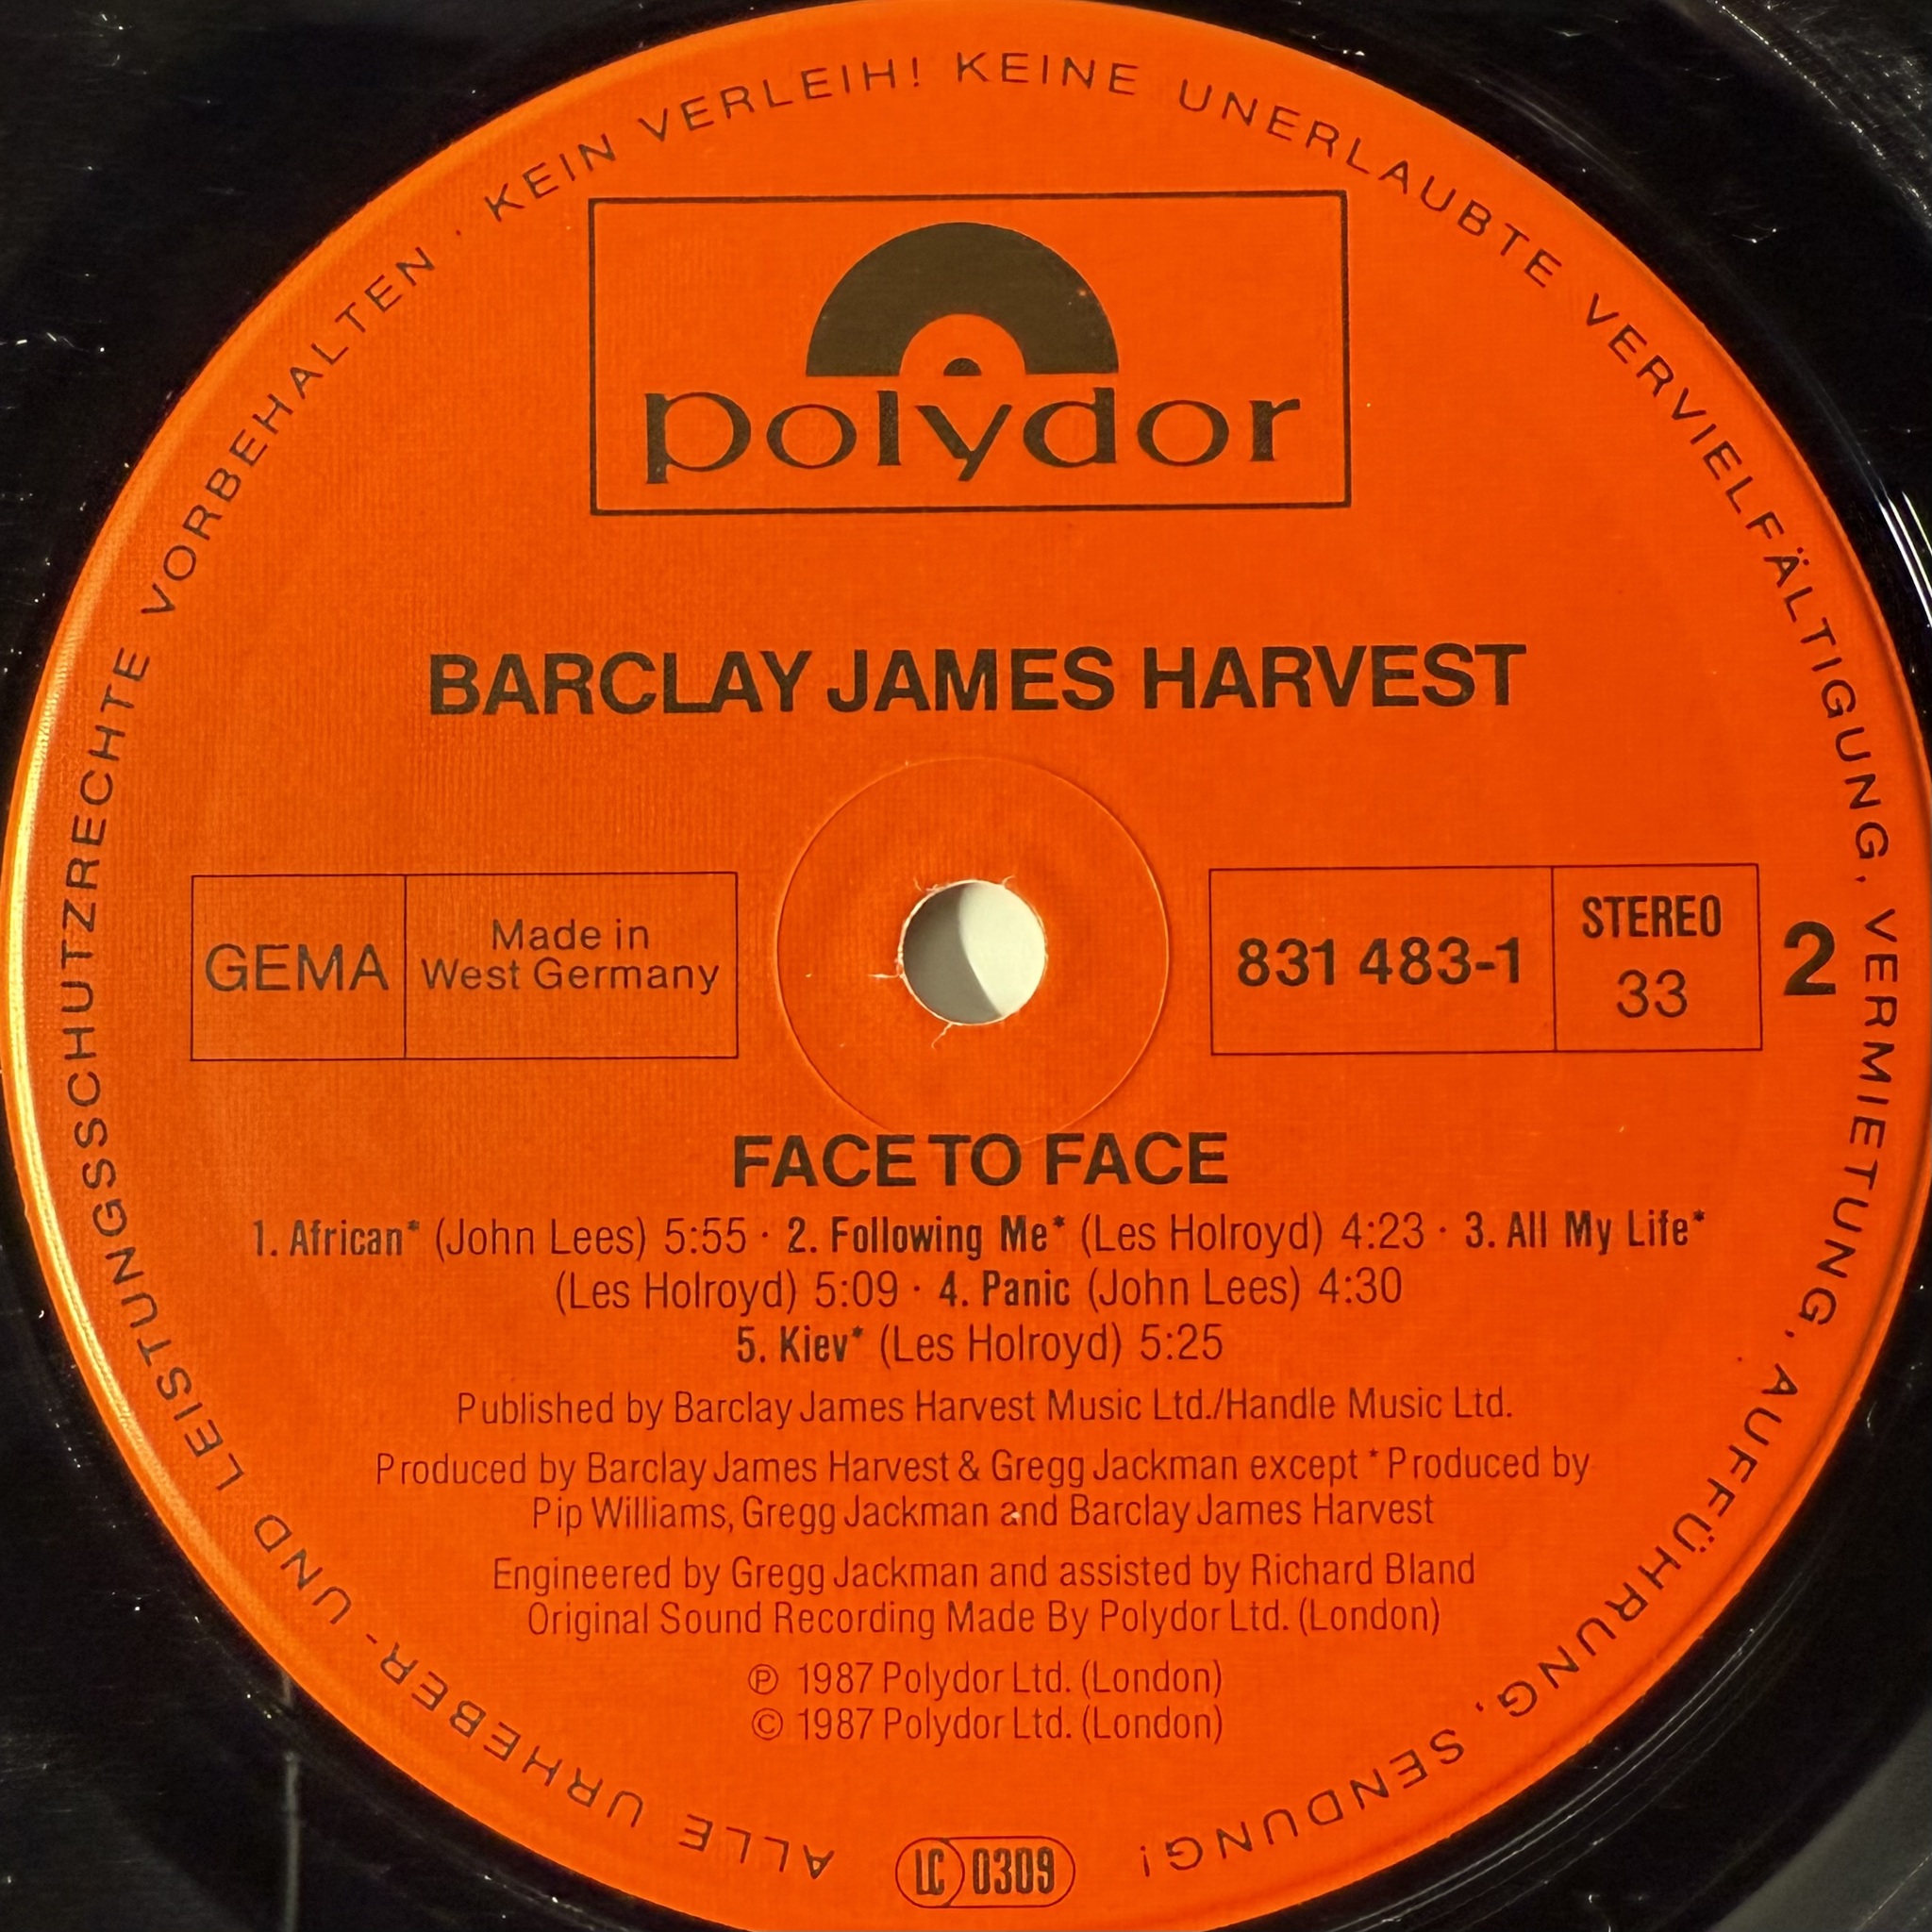 ALLE URHEBER- UND LEISTUNGSSCHUTZRECHTE VORBEHALTEN · KEIN VERLEIH! KEINE UNERLAUBTE VERVIELFÄLTIGUNG, VERMIETUNG, AUFFÜHRUNG, SENDUNG!
polydor
BARCLAY JAMES HARVEST
GEMA
Made in
West Germany
831 483-1
STEREO
33
2
FACE TO FACE
1. African* (John Lees) 5:55 · 2. Following Me* (Les Holroyd) 4:23 · 3. All My Life*
(Les Holroyd) 5:09 · 4. Panic (John Lees) 4:30
5. Kiev* (Les Holroyd) 5:25
Published by Barclay James Harvest Music Ltd./Handle Music Ltd.
Produced by Barclay James Harvest & Gregg Jackman except * Produced by
Pip Williams, Gregg Jackman and Barclay James Harvest
Engineered by Gregg Jackman and assisted by Richard Bland
Original Sound Recording Made By Polydor Ltd. (London)
℗ 1987 Polydor Ltd. (London)
© 1987 Polydor Ltd. (London)
LC 0309